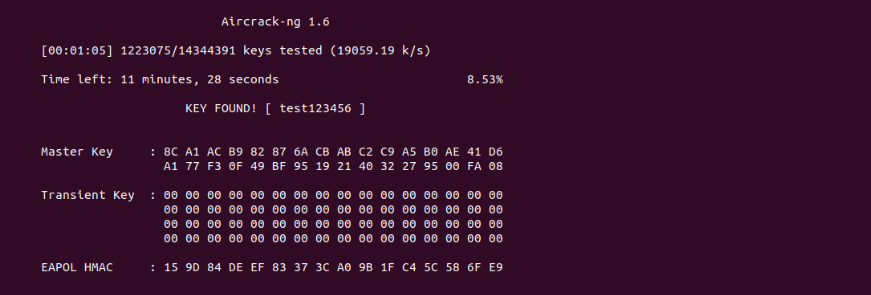 Aircrack-ng 1.6
[00:01:05] 1223075/14344391 keys tested (19059.19 k/s)
Time left: 11 minutes, 28 seconds 8.53%
KEY FOUND! [ test123456 ]
Master Key : 8C A1 AC B9 82 87 6A CB AB C2 C9 A5 B0 AE 41 D6
A1 77 F3 0F 49 BF 95 19 21 40 32 27 95 00 FA 08
Transient Key : 00 00 00 00 00 00 00 00 00 00 00 00 00 00 00 00
00 00 00 00 00 00 00 00 00 00 00 00 00 00 00 00
00 00 00 00 00 00 00 00 00 00 00 00 00 00 00 00
00 00 00 00 00 00 00 00 00 00 00 00 00 00 00 00
EAPOL HMAC : 15 9D 84 DE EF 83 37 3C A0 9B 1F C4 5C 58 6F E9